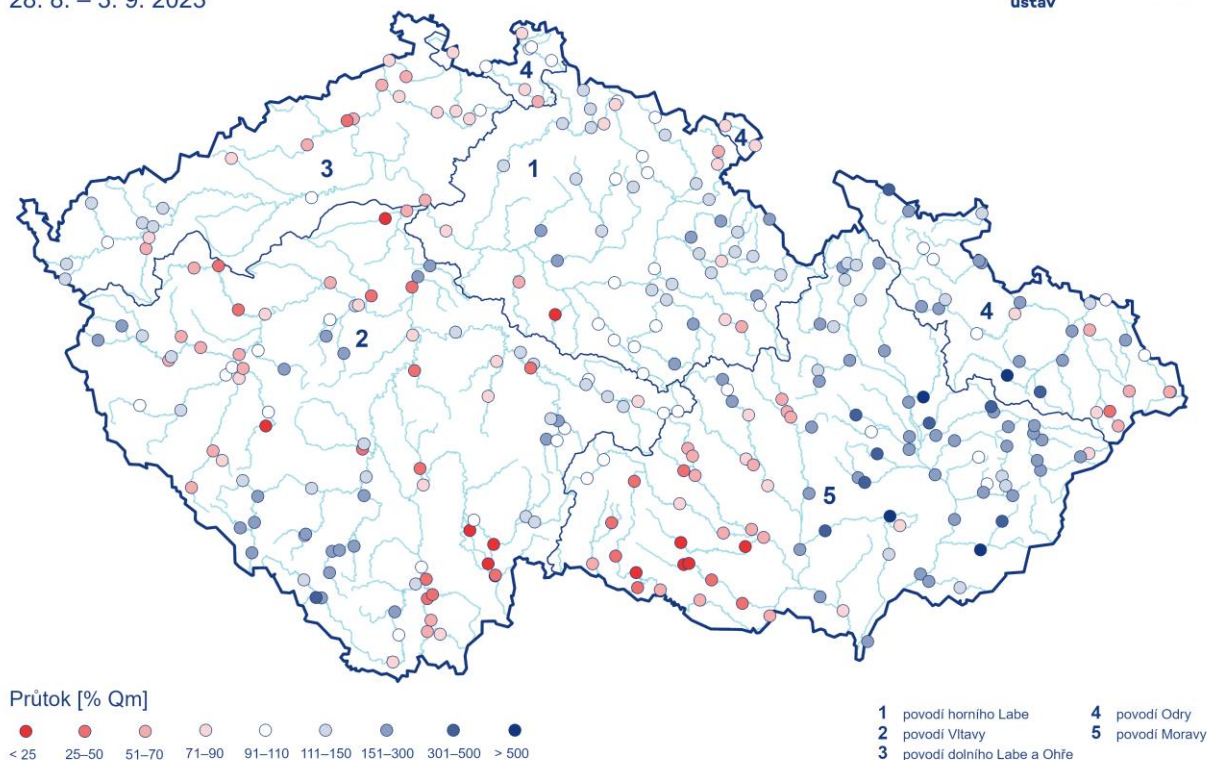 28. 8. – 3. 9. 2023
ústav
4
4
3
1
2
4
5
Průtok [% Qm]
< 25 25–50 51–70 71–90 91–110 111–150 151–300 301–500 > 500
1 povodí horního Labe
2 povodí Vltavy
3 povodí dolního Labe a Ohře
4 povodí Odry
5 povodí Moravy